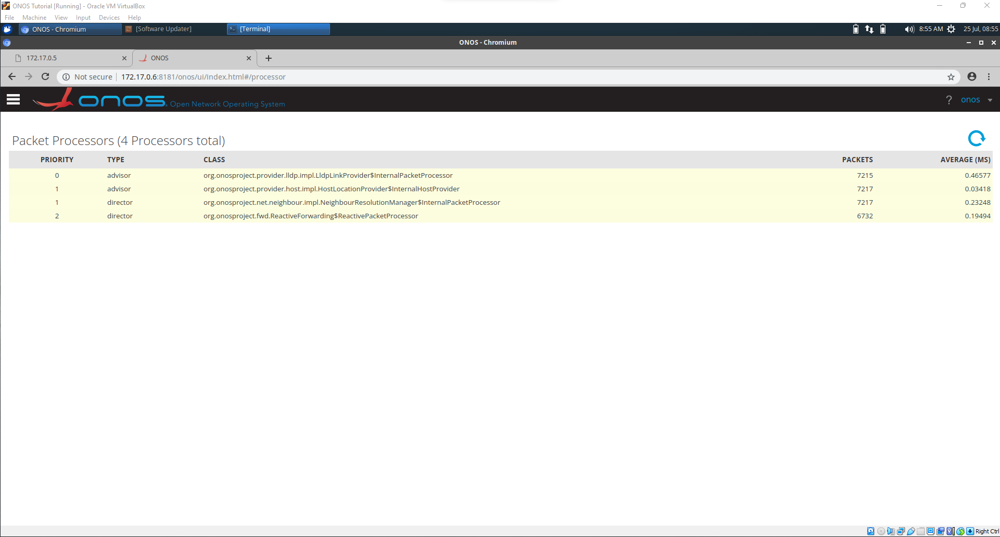 ONOS Tutorial [Running] - Oracle VM VirtualBox
File Machine View Input Devices Help
ONOS - Chromium [Software Updater] [Terminal] 8:55 AM 25 Jul, 08:55
ONOS - Chromium
172.17.0.5 ONOS
Not secure 172.17.0.6:8181/onos/ui/index.html#/processor
onos Open Network Operating System ? onos
Packet Processors (4 Processors total)
PRIORITY TYPE CLASS PACKETS AVERAGE (MS)
0 advisor org.onosproject.provider.lldp.impl.LldpLinkProvider$InternalPacketProcessor 7215 0.46577
1 advisor org.onosproject.provider.host.impl.HostLocationProvider$InternalHostProvider 7217 0.03418
1 director org.onosproject.net.neighbour.impl.NeighbourResolutionManager$InternalPacketProcessor 7217 0.23248
2 director org.onosproject.fwd.ReactiveForwarding$ReactivePacketProcessor 6732 0.19494
Right Ctrl